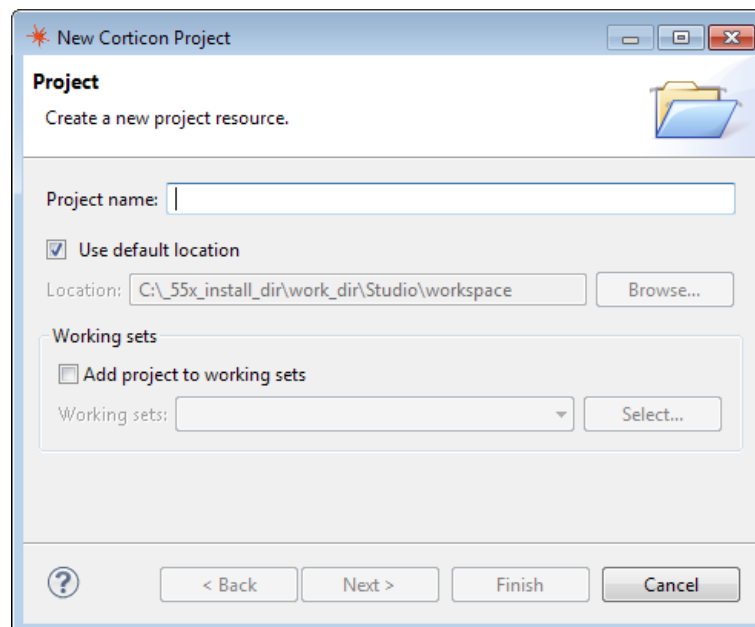 New Corticon Project
Project
Create a new project resource.
Project name:
Use default location
Location: C:\_55x_install_dir\work_dir\Studio\workspace Browse...
Working sets
Add project to working sets
Working sets: Select...
? < Back Next > Finish Cancel